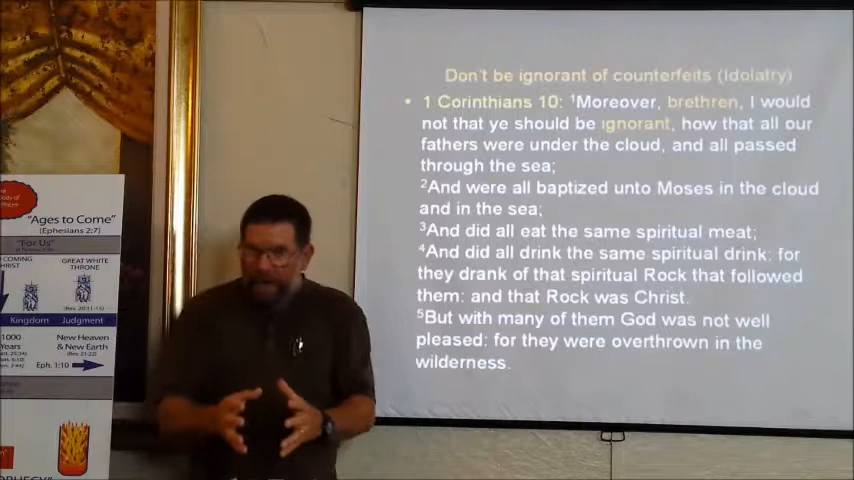 Don't be ignorant of counterfeits (Idolatry)
• 1 Corinthians 10: ¹Moreover, brethren, I would
not that ye should be ignorant, how that all our
fathers were under the cloud, and all passed
through the sea;
²And were all baptized unto Moses in the cloud
and in the sea;
³And did all eat the same spiritual meat;
⁴And did all drink the same spiritual drink: for
they drank of that spiritual Rock that followed
them: and that Rock was Christ.
⁵But with many of them God was not well
pleased: for they were overthrown in the
wilderness.
"Ages to Come"
(Ephesians 2:7)
"For Us"
COMING
GREAT WHITE
THRONE
Kingdom
Judgment
1000
Years
New Heaven
& New Earth
(Rev. 21-22)
Eph. 1:10